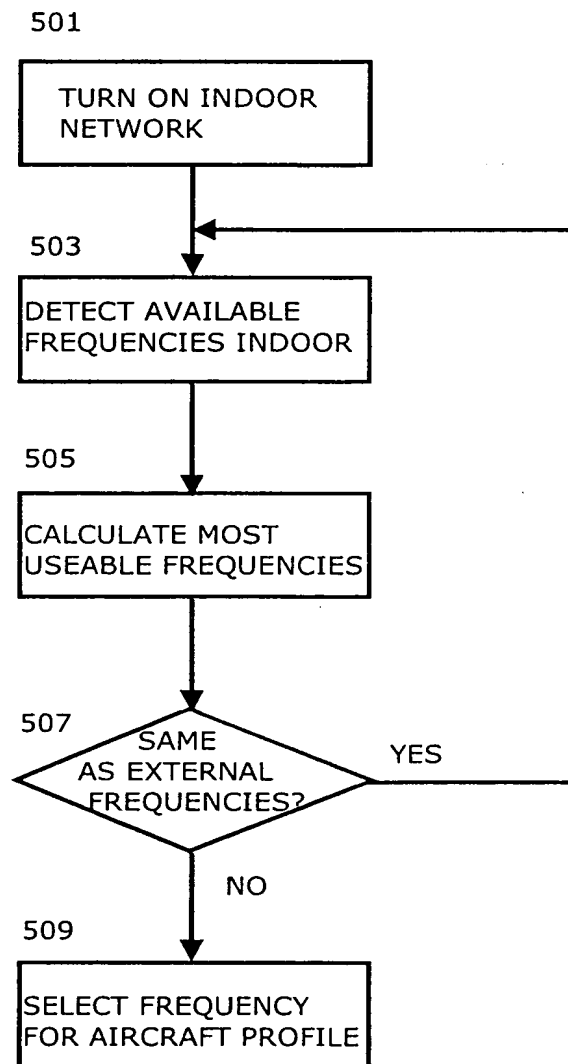 501
TURN ON INDOOR
NETWORK
503
DETECT AVAILABLE
FREQUENCIES INDOOR
505
CALCULATE MOST
USEABLE FREQUENCIES
507
SAME
AS EXTERNAL
FREQUENCIES?
YES
NO
509
SELECT FREQUENCY
FOR AIRCRAFT PROFILE